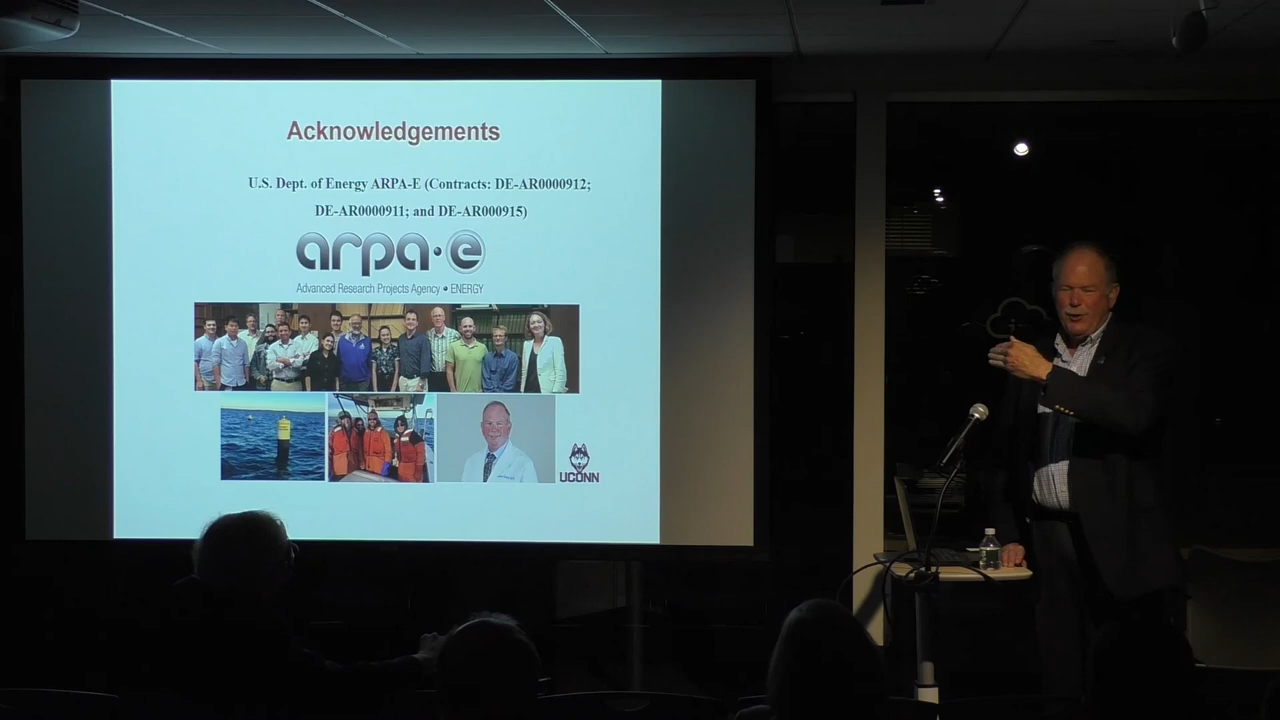 Acknowledgements
U.S. Dept. of Energy ARPA-E (Contracts: DE-AR0000912;
DE-AR0000911; and DE-AR000915)
arpa·e
Advanced Research Projects Agency • ENERGY
UCONN